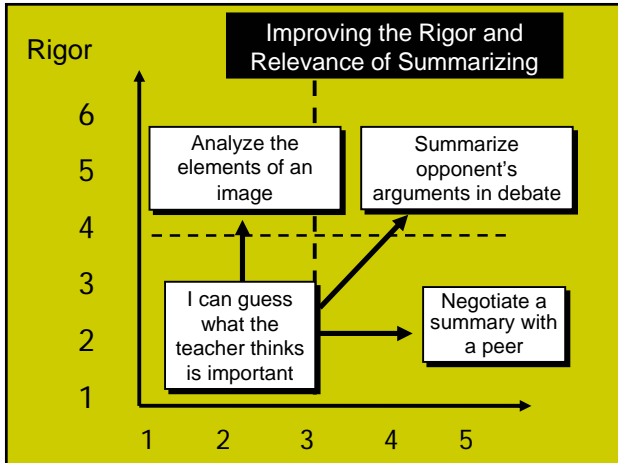 Improving the Rigor and
Relevance of Summarizing
Rigor
6
5
4
3
2
1
Analyze the
elements of an
image
Summarize
opponent's
arguments in debate
I can guess
what the
teacher thinks
is important
Negotiate a
summary with
a peer
1 2 3 4 5